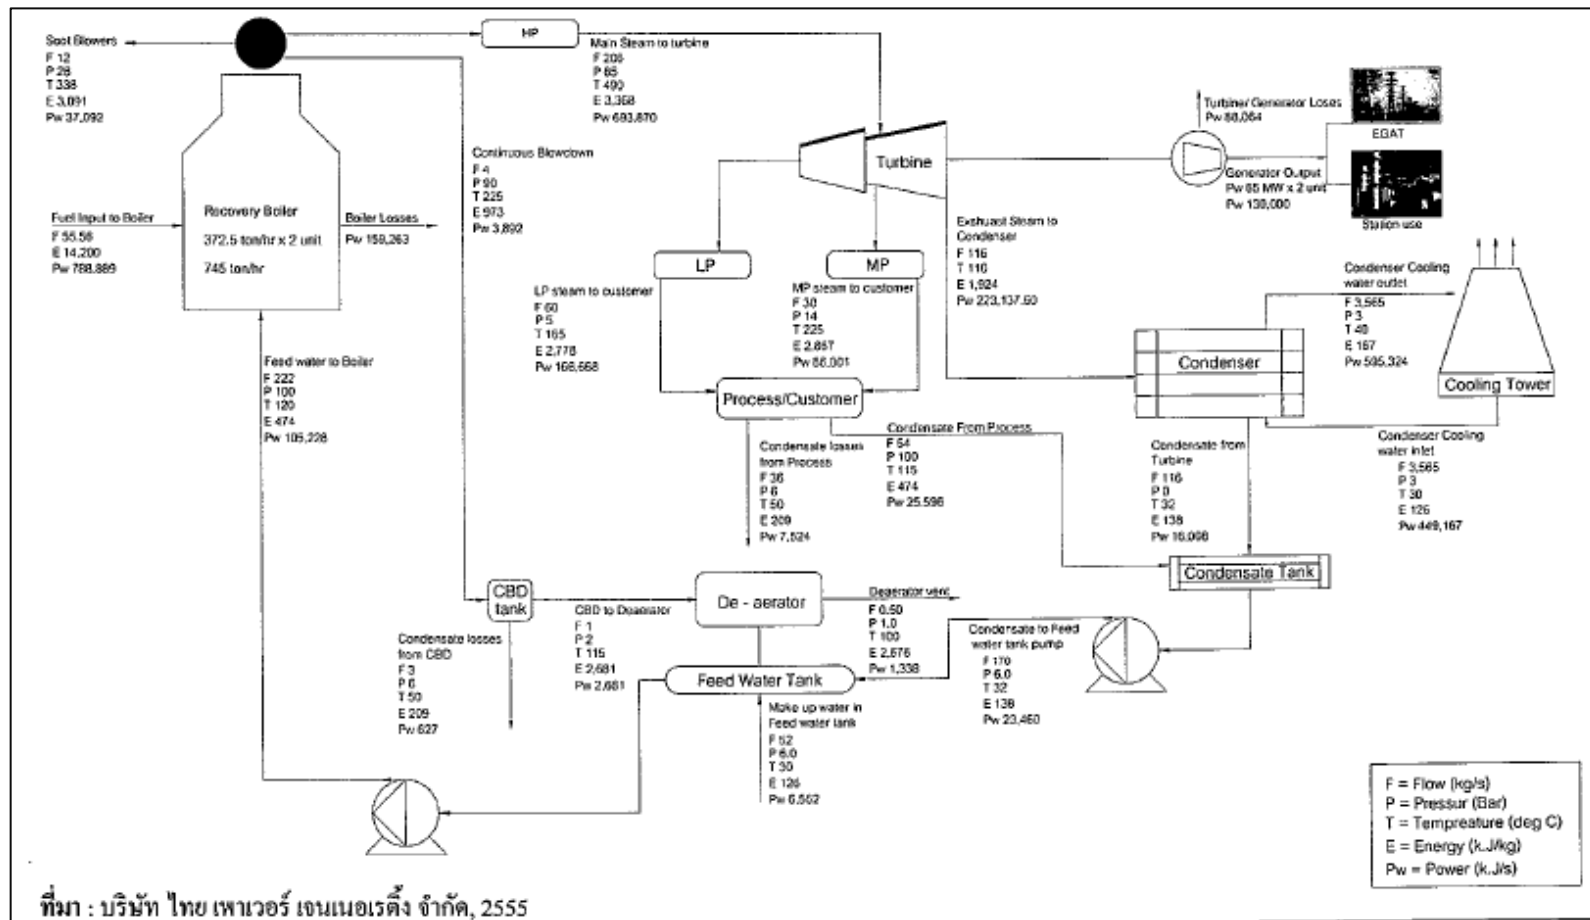 Soot Blowers
F 12
P 26
T 338
E 3,091
Pw 37,092
HP
Main Steam to turbine
F 206
P 85
T 490
E 3,368
Pw 693,870
Continuous Blowdown
F 4
P 90
T 225
E 973
Pw 3,892
Fuel Input to Boiler
F 55.56
E 14,200
Pw 788,889
Recovery Boiler
372.5 ton/hr x 2 unit
745 ton/hr
Boiler Losses
Pw 159,263
Feed water to Boiler
F 222
P 100
T 120
E 474
Pw 105,228
Turbine
Turbine/ Generator Loses
Pw 88,064
EGAT
Generator Output
Pw 65 MW x 2 unit
Pw 130,000
Station use
LP
MP
LP steam to customer
F 60
P 5
T 165
E 2,778
Pw 166,668
MP steam to customer
F 30
P 14
T 225
E 2,867
Pw 86,001
Exhuast Steam to
Condenser
F 116
T 116
E 1,924
Pw 223,137.60
Process/Customer
Condensate losses
from Process
F 36
P 6
T 50
E 209
Pw 7,524
Condensate From Process
F 54
P 100
T 115
E 474
Pw 25,596
Condenser
Condenser Cooling
water outlet
F 3,565
P 3
T 40
E 167
Pw 595,324
Cooling Tower
Condenser Cooling
water inlet
F 3,565
P 3
T 30
E 126
Pw 449,167
Condensate from
Turbine
F 116
P 0
T 32
E 138
Pw 16,008
Condensate Tank
CBD
tank
CBD to Deaerator
F 1
P 2
T 115
E 2,681
Pw 2,681
Condensate losses
from CBD
F 3
P 6
T 50
E 209
Pw 627
De - aerator
Deaerator vent
F 0.50
P 1.0
T 100
E 2,676
Pw 1,338
Feed Water Tank
Condensate to Feed
water tank pump
F 170
P 6.0
T 32
E 138
Pw 23,460
Make up water in
Feed water tank
F 52
P 6.0
T 30
E 126
Pw 6,552
F = Flow (kg/s)
P = Pressur (Bar)
T = Tempreature (deg C)
E = Energy (k.J/kg)
Pw = Power (k.J/s)
ที่มา : บริษัท ไทย เพาเวอร์ เจนเนอเรติ้ง จำกัด, 2555